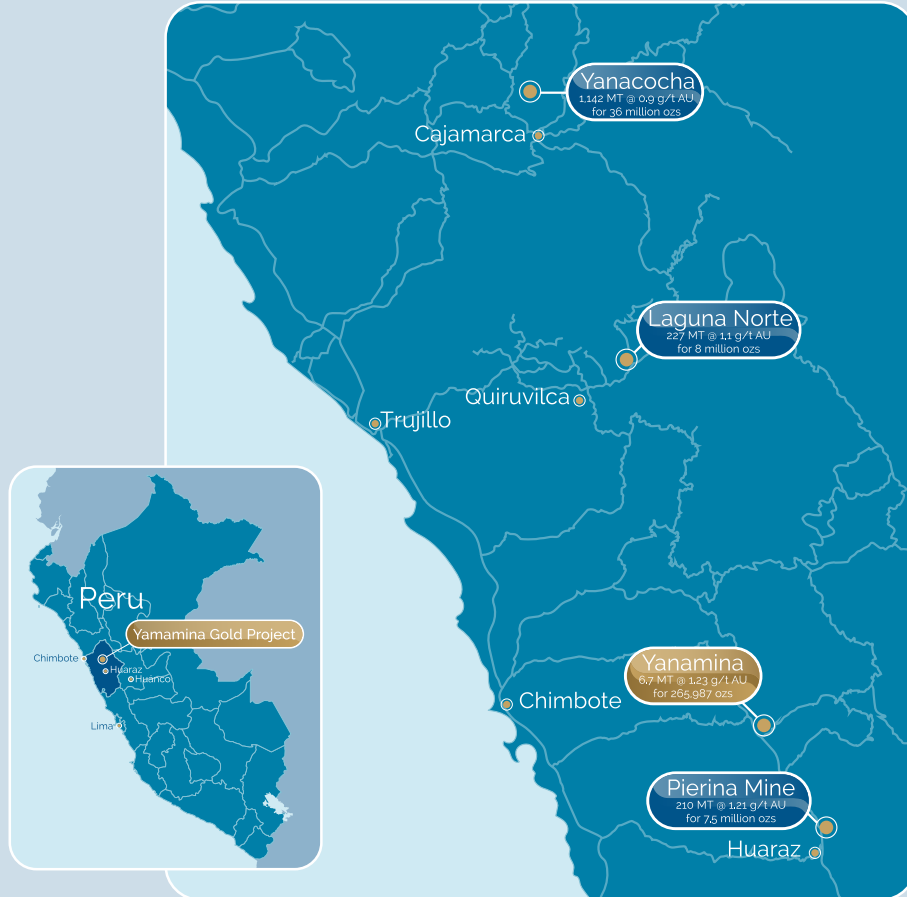 Yanacocha
1,142 MT @ 0.9 g/t AU
for 36 million ozs
Cajamarca
Laguna Norte
227 MT @ 1,1 g/t AU
for 8 million ozs
Quiruvilca
Trujillo
Peru
Yamamina Gold Project
Chimbote
Huaraz
Huanco
Lima
Yanamina
6,7 MT @ 1.23 g/t AU
for 265,987 ozs
Chimbote
Pierina Mine
210 MT @ 1.21 g/t AU
for 7,5 million ozs
Huaraz